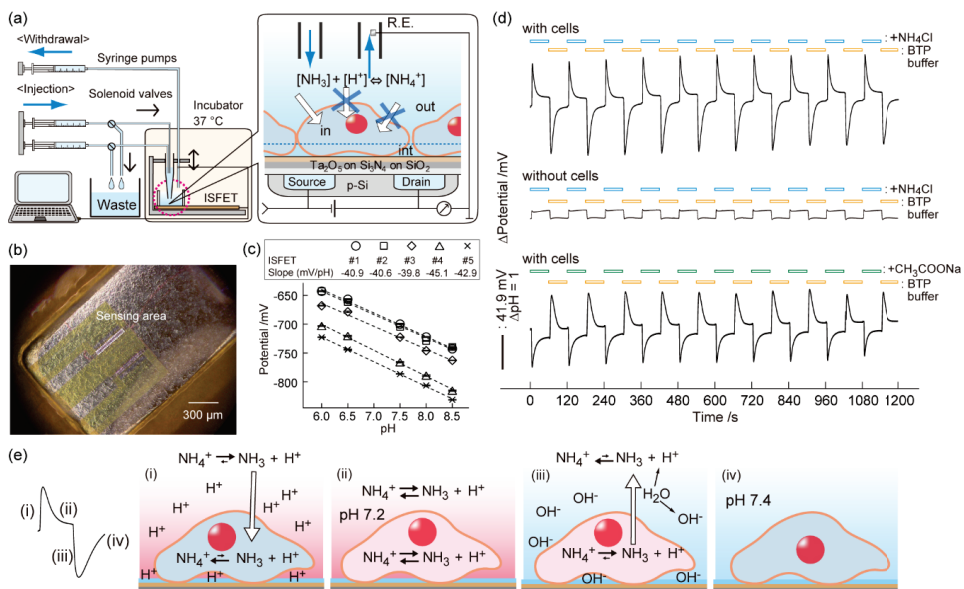 (a)
<Withdrawal>
Syringe pumps
<Injection>
Solenoid valves
Incubator
37 °C
Waste
ISFET
R.E.
[NH₃] + [H⁺] ⇔ [NH₄⁺]
out
in
int
Ta₂O₅ on Si₃N₄ on SiO₂
Source
p-Si
Drain
(b)
Sensing area
300 μm
(c)
ISFET #1 #2 #3 #4 #5
Slope (mV/pH) -40.9 -40.6 -39.8 -45.1 -42.9
Potential /mV
-650
-700
-750
-800
6.0 6.5 7.0 7.5 8.0 8.5
pH
(d)
with cells
: +NH₄Cl
: BTP
buffer
without cells
: +NH₄Cl
: BTP
buffer
with cells
: +CH₃COONa
: BTP
buffer
ΔPotential /mV
: 41.9 mV
ΔpH = 1
0 120 240 360 480 600 720 840 960 1080 1200
Time /s
(e)
(i)
(ii)
(iii)
(iv)
(i)
NH₄⁺ ⇄ NH₃ + H⁺
H⁺
H⁺
H⁺
H⁺
H⁺
H⁺
NH₄⁺ ⇄ NH₃ + H⁺
H⁺
H⁺
H⁺
(ii)
NH₄⁺ ⇄ NH₃ + H⁺
pH 7.2
NH₄⁺ ⇄ NH₃ + H⁺
(iii)
NH₄⁺ ⇄ NH₃ + H⁺
H₂O
OH⁻
OH⁻
OH⁻
OH⁻
NH₄⁺ ⇄ NH₃ + H⁺
OH⁻
OH⁻
(iv)
pH 7.4